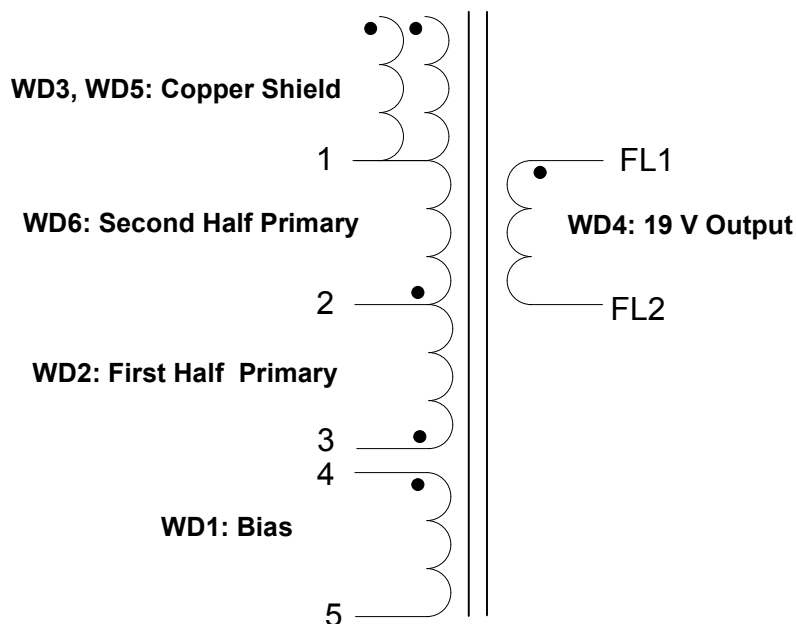 WD3, WD5: Copper Shield
1
FL1
WD6: Second Half Primary
WD4: 19 V Output
2
FL2
WD2: First Half  Primary
3
4
WD1: Bias
5